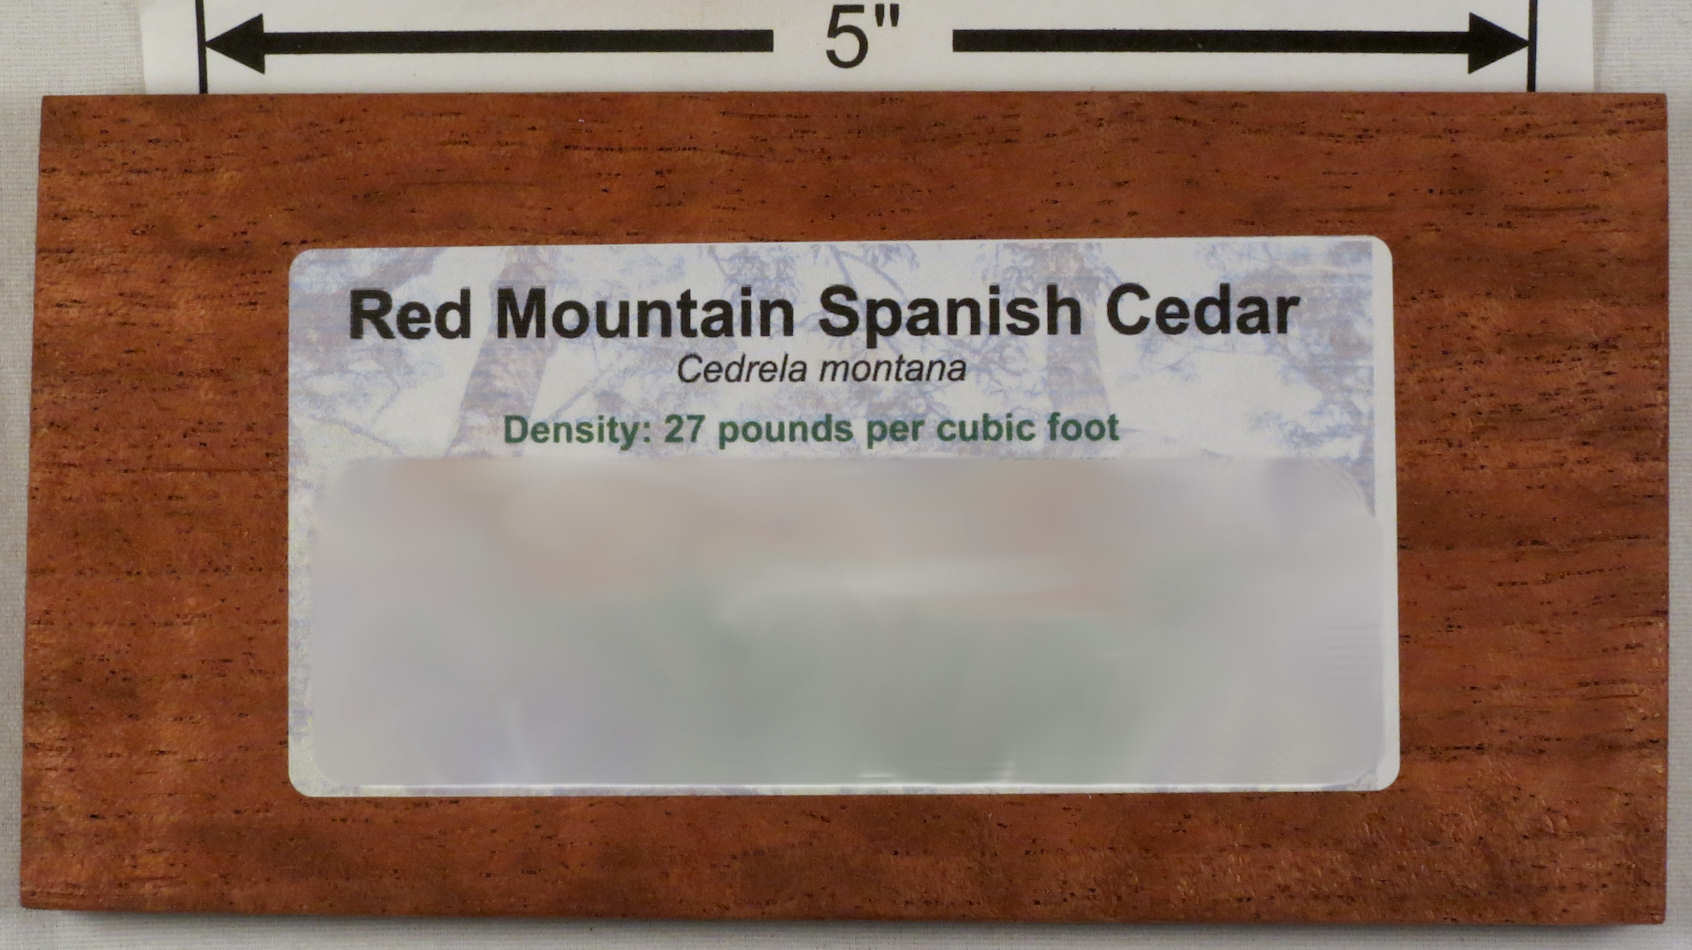 5"
Red Mountain Spanish Cedar
Cedrela montana
Density: 27 pounds per cubic foot